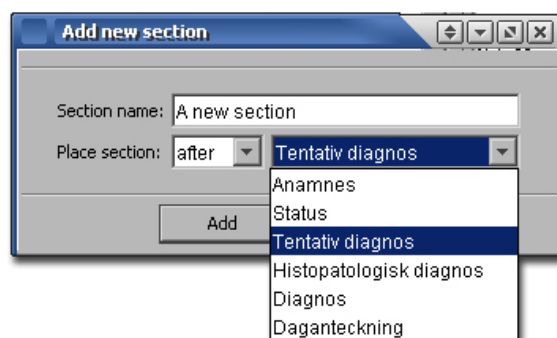 Add new section
Section name: A new section
Place section: after Tentativ diagnos
Anamnes
Status
Add Tentativ diagnos
Histopatologisk diagnos
Diagnos
Daganteckning